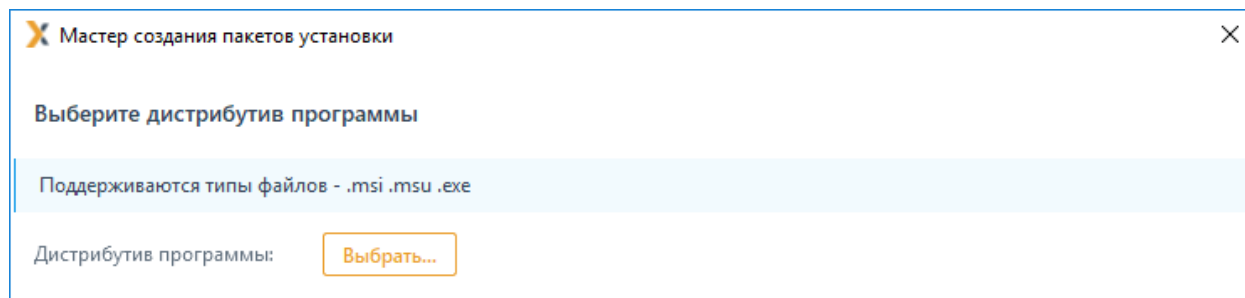 Мастер создания пакетов установки
Выберите дистрибутив программы
Поддерживаются типы файлов - .msi .msu .exe
Дистрибутив программы: Выбрать...